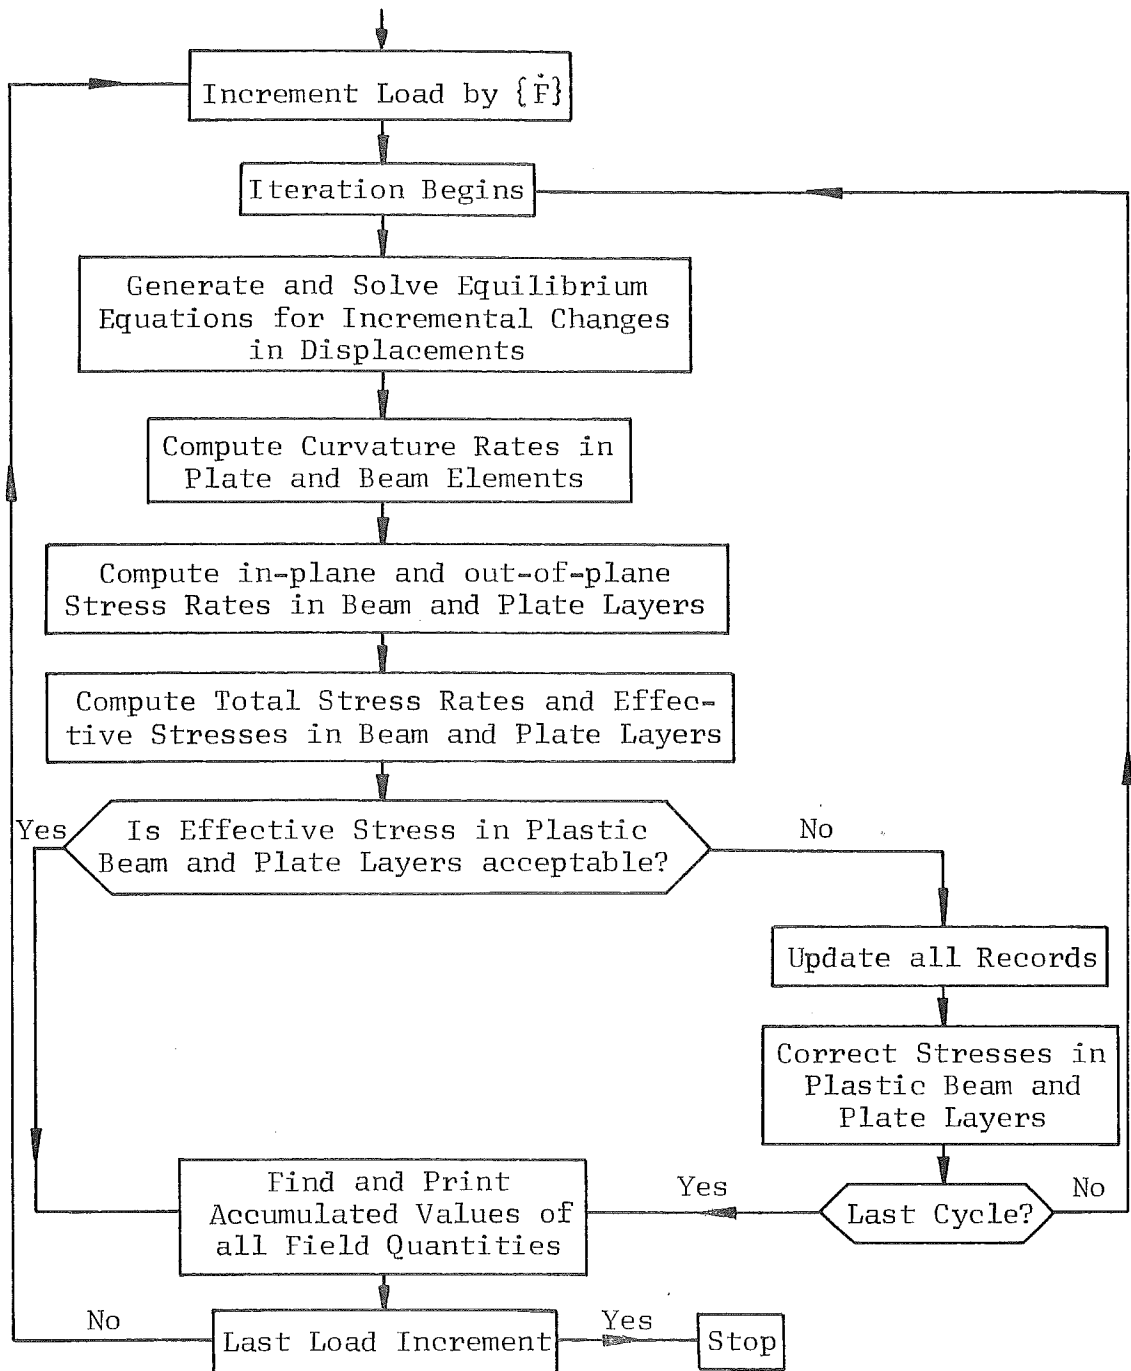 Increment Load by {Ḟ}
Iteration Begins
Generate and Solve Equilibrium
Equations for Incremental Changes
in Displacements
Compute Curvature Rates in
Plate and Beam Elements
Compute in-plane and out-of-plane
Stress Rates in Beam and Plate Layers
Compute Total Stress Rates and Effec-
tive Stresses in Beam and Plate Layers
Yes
Is Effective Stress in Plastic
Beam and Plate Layers acceptable?
No
Update all Records
Correct Stresses in
Plastic Beam and
Plate Layers
Last Cycle?
No
Yes
Find and Print
Accumulated Values of
all Field Quantities
No
Last Load Increment
Yes
Stop